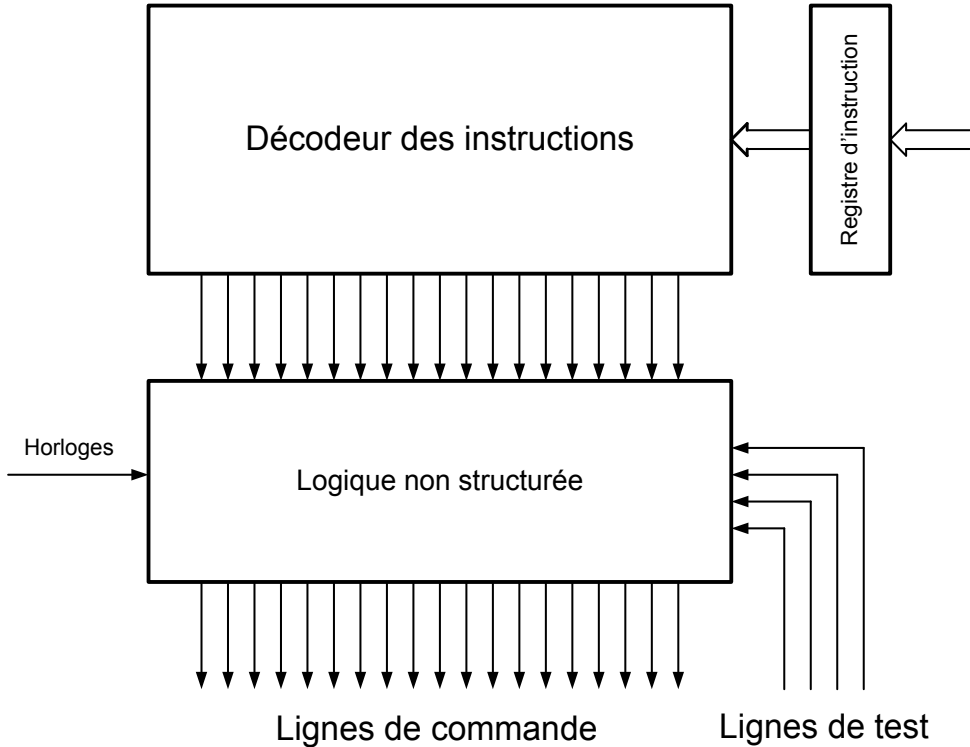 Décodeur des instructions
Registre d'instruction
Horloges
Logique non structurée
Lignes de commande
Lignes de test